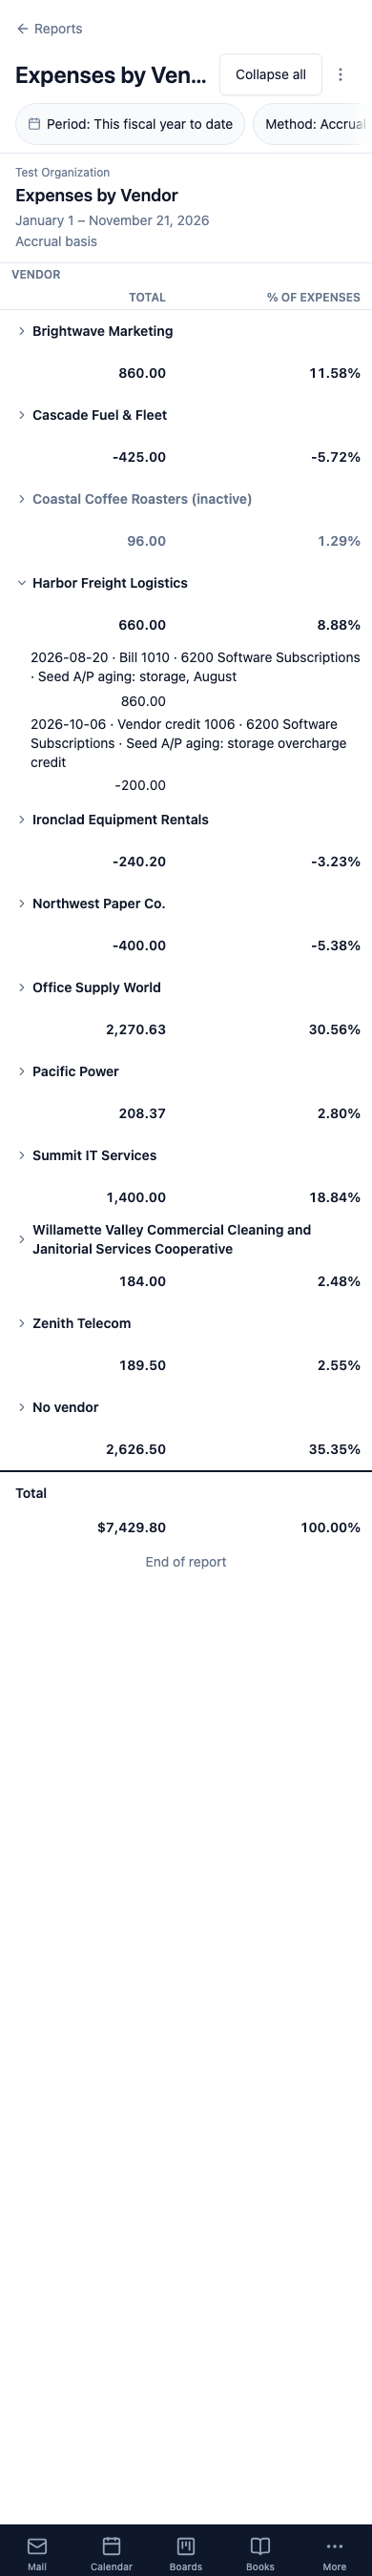 Reports
Expenses by Ven...
Collapse all
Period: This fiscal year to date
Method: Accrual
Test Organization
Expenses by Vendor
January 1 – November 21, 2026
Accrual basis
VENDOR
TOTAL % OF EXPENSES
Brightwave Marketing
860.00 11.58%
Cascade Fuel & Fleet
-425.00 -5.72%
Coastal Coffee Roasters (inactive)
96.00 1.29%
Harbor Freight Logistics
660.00 8.88%
2026-08-20 · Bill 1010 · 6200 Software Subscriptions
· Seed A/P aging: storage, August
860.00
2026-10-06 · Vendor credit 1006 · 6200 Software
Subscriptions · Seed A/P aging: storage overcharge
credit
-200.00
Ironclad Equipment Rentals
-240.20 -3.23%
Northwest Paper Co.
-400.00 -5.38%
Office Supply World
2,270.63 30.56%
Pacific Power
208.37 2.80%
Summit IT Services
1,400.00 18.84%
Willamette Valley Commercial Cleaning and
Janitorial Services Cooperative
184.00 2.48%
Zenith Telecom
189.50 2.55%
No vendor
2,626.50 35.35%
Total
$7,429.80 100.00%
End of report
Mail Calendar Boards Books More